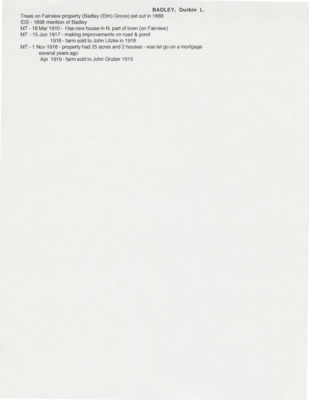 BADLEY, Durbin L.
Trees on Fairview property (Badley (Elm) Grove) set out in 1888
IDS - 1898 mention of Badley
MT - 18 Mar 1910 - Has new house in N. part of town (on Fairview)
MT - 15 Jun 1917 - making improvements on road & pond
1918 - farm sold to John Litzke in 1918
MT - 1 Nov 1918 - property had 25 acres and 2 houses - was let go on a mortgage
several years ago
Apr 1919 - farm sold to John Gruber 1919